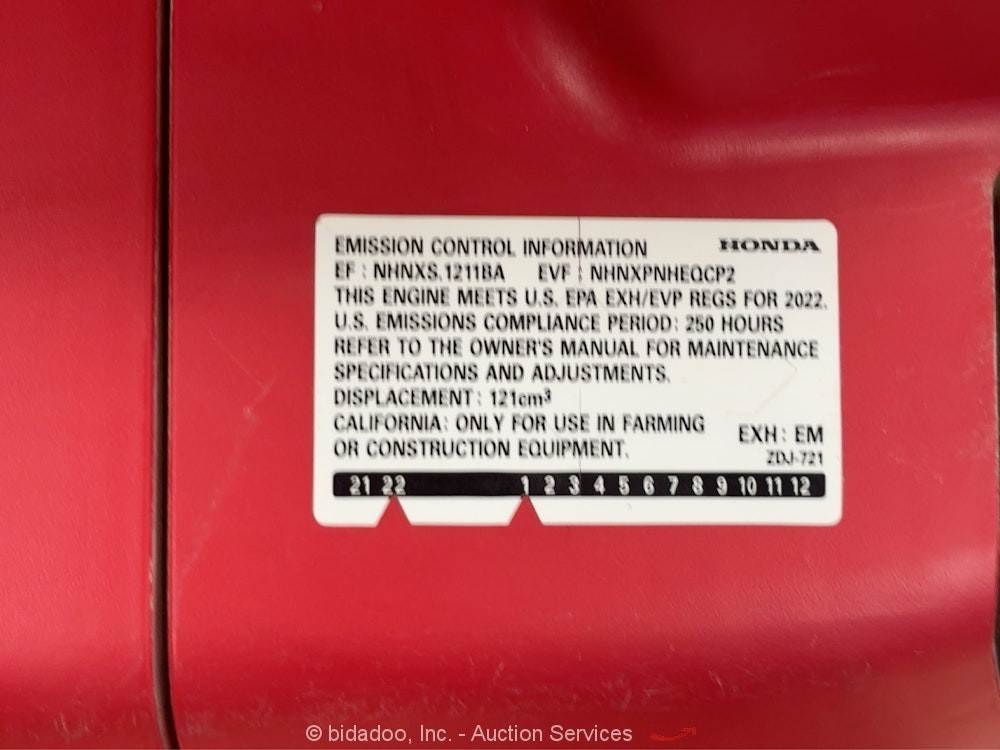 EMISSION CONTROL INFORMATION HONDA
EF : NHNXS.1211BA EVF : NHNXPNHEQCP2
THIS ENGINE MEETS U.S. EPA EXH/EVP REGS FOR 2022.
U.S. EMISSIONS COMPLIANCE PERIOD: 250 HOURS
REFER TO THE OWNER'S MANUAL FOR MAINTENANCE
SPECIFICATIONS AND ADJUSTMENTS.
DISPLACEMENT : 121cm³
CALIFORNIA: ONLY FOR USE IN FARMING
OR CONSTRUCTION EQUIPMENT.
EXH: EM
ZDJ-721
21 22 1 2 3 4 5 6 7 8 9 10 11 12
© bidadoo, Inc. - Auction Services